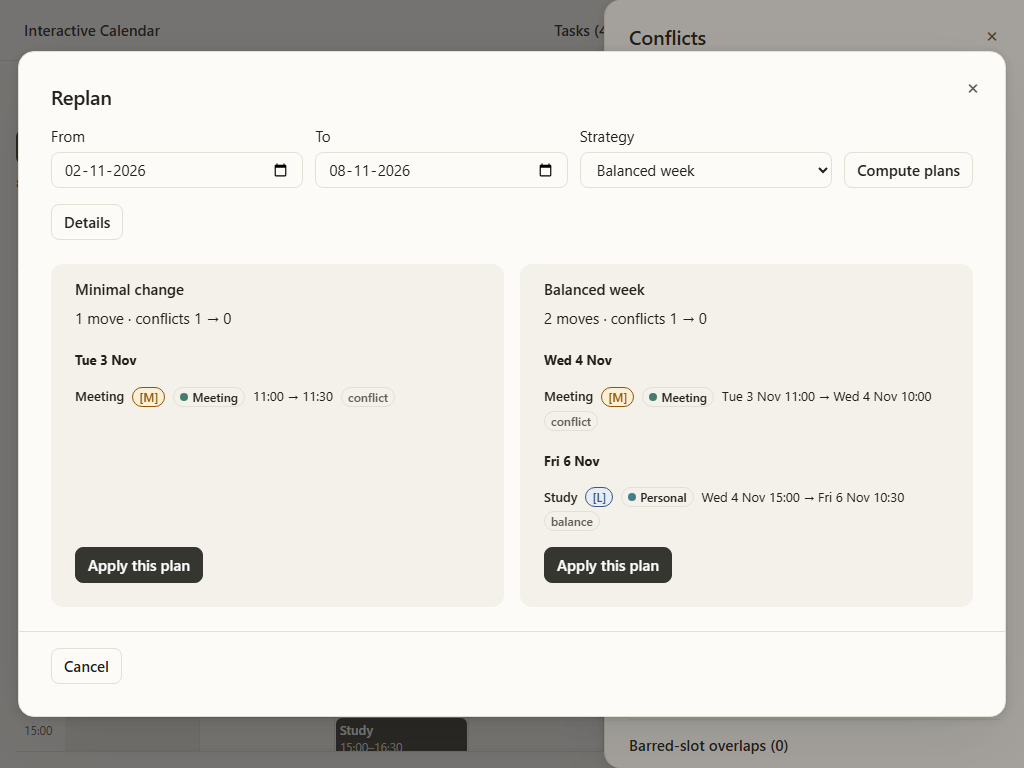 Interactive Calendar
Tasks (4
Conflicts
×
Replan
×
From
To
Strategy
02-11-2026
08-11-2026
Balanced week
Compute plans
Details
Minimal change
1 move · conflicts 1 → 0
Tue 3 Nov
Meeting [M] Meeting 11:00 → 11:30 conflict
Apply this plan
Balanced week
2 moves · conflicts 1 → 0
Wed 4 Nov
Meeting [M] Meeting Tue 3 Nov 11:00 → Wed 4 Nov 10:00
conflict
Fri 6 Nov
Study [L] Personal Wed 4 Nov 15:00 → Fri 6 Nov 10:30
balance
Apply this plan
Cancel
15:00
Study
15:00–16:30
Barred-slot overlaps (0)